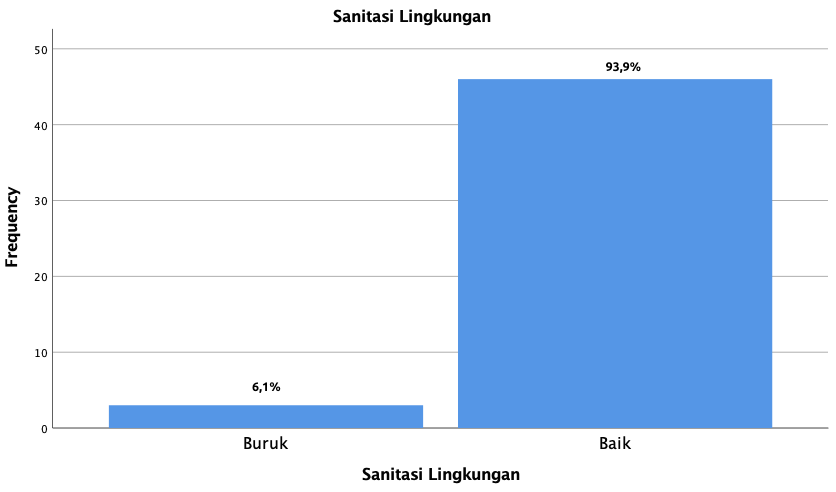 Sanitasi Lingkungan
Frequency
50
40
30
20
10
0
93,9%
6,1%
Buruk
Baik
Sanitasi Lingkungan